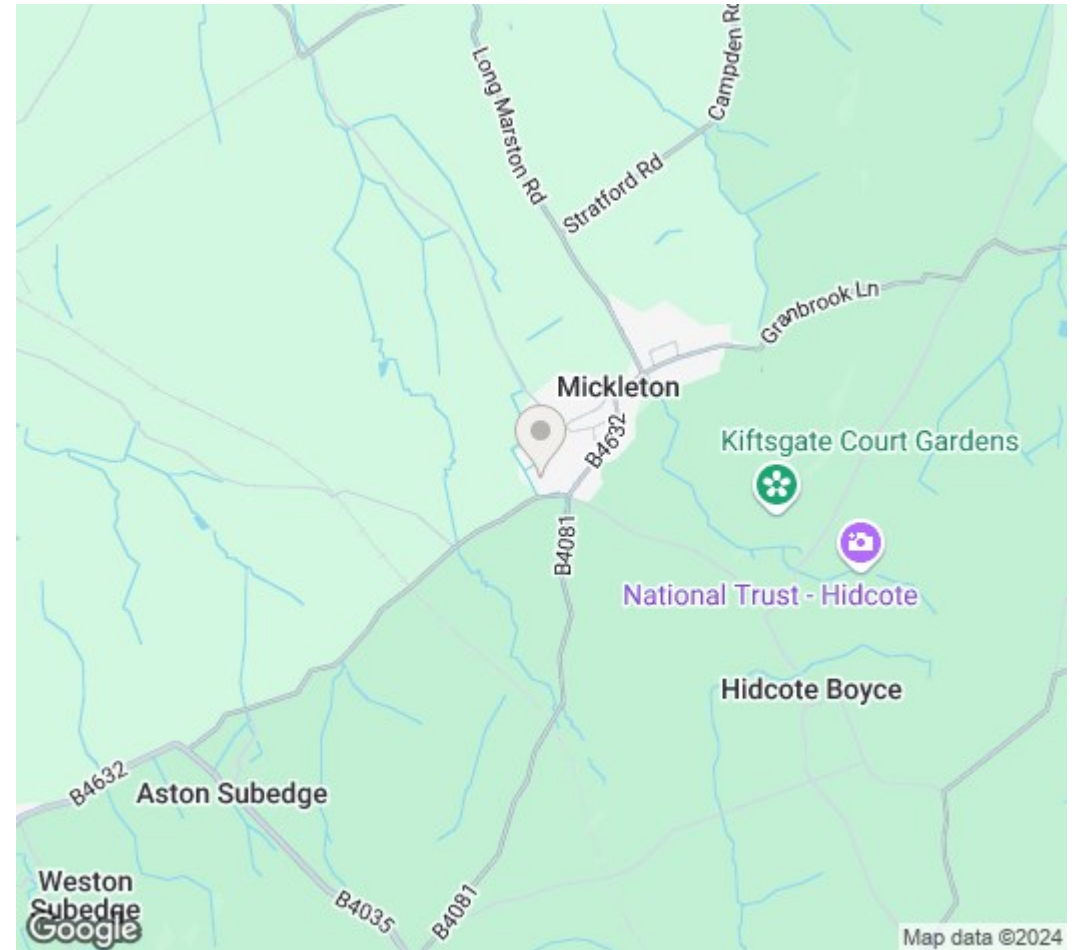 Campden Rd
Long Marston Rd
Stratford Rd
Granbrook Ln
Mickleton
B4632
Kiftsgate Court Gardens
B4081
National Trust - Hidcote
Hidcote Boyce
B4632
Aston Subedge
Weston
Subedge
B4035
B4081
Google
Map data ©2024